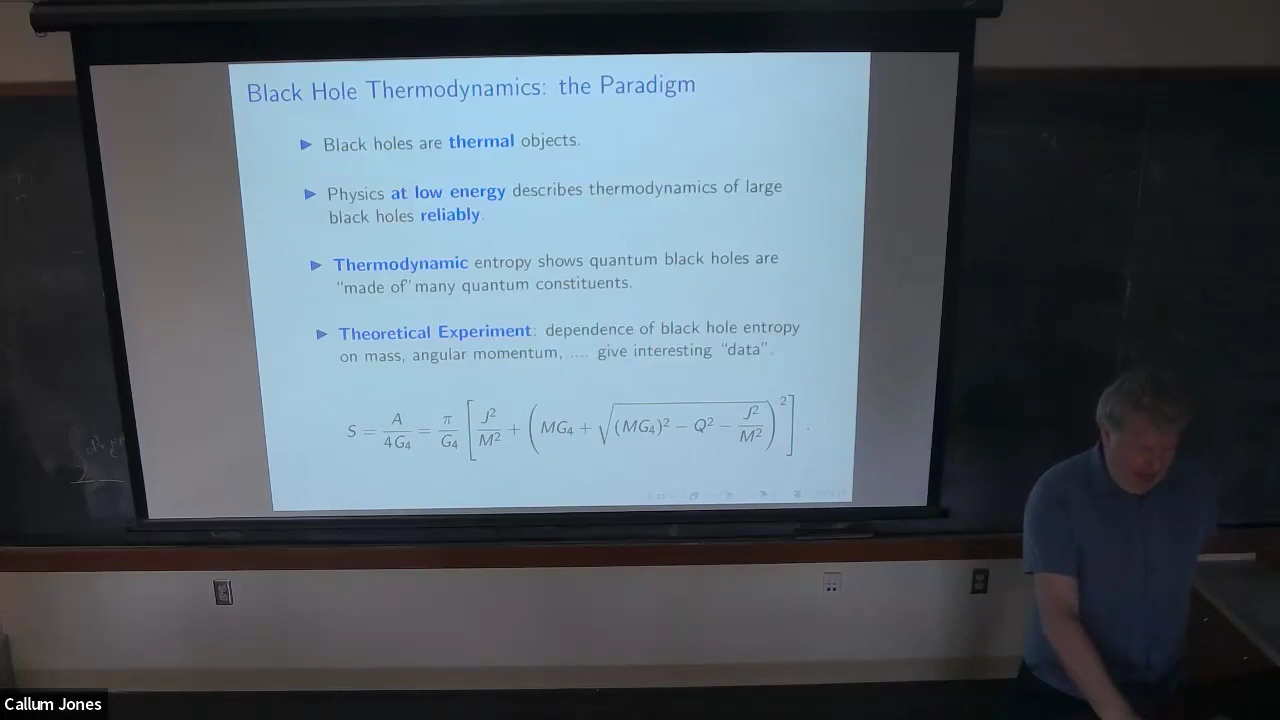 Black Hole Thermodynamics: the Paradigm
Black holes are thermal objects.
Physics at low energy describes thermodynamics of large
black holes reliably.
Thermodynamic entropy shows quantum black holes are
"made of" many quantum constituents.
Theoretical Experiment: dependence of black hole entropy
on mass, angular momentum, .... give interesting "data".
S = A/4G₄ = π/G₄ [J²/M² + (MG₄ + √((MG₄)² − Q² − J²/M²))²] .
Callum Jones